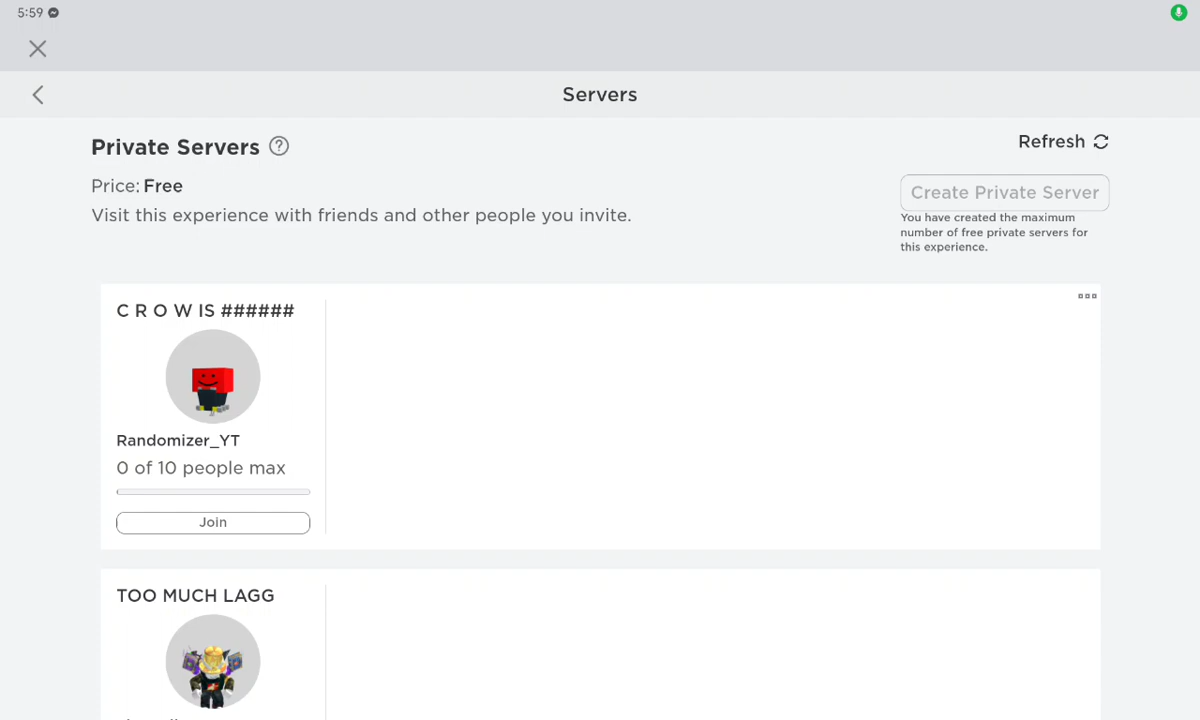 5:59
Servers
Private Servers ?
Refresh
Price: Free
Create Private Server
Visit this experience with friends and other people you invite.
You have created the maximum
number of free private servers for
this experience.
C R O W IS ######
Randomizer_YT
0 of 10 people max
Join
TOO MUCH LAGG